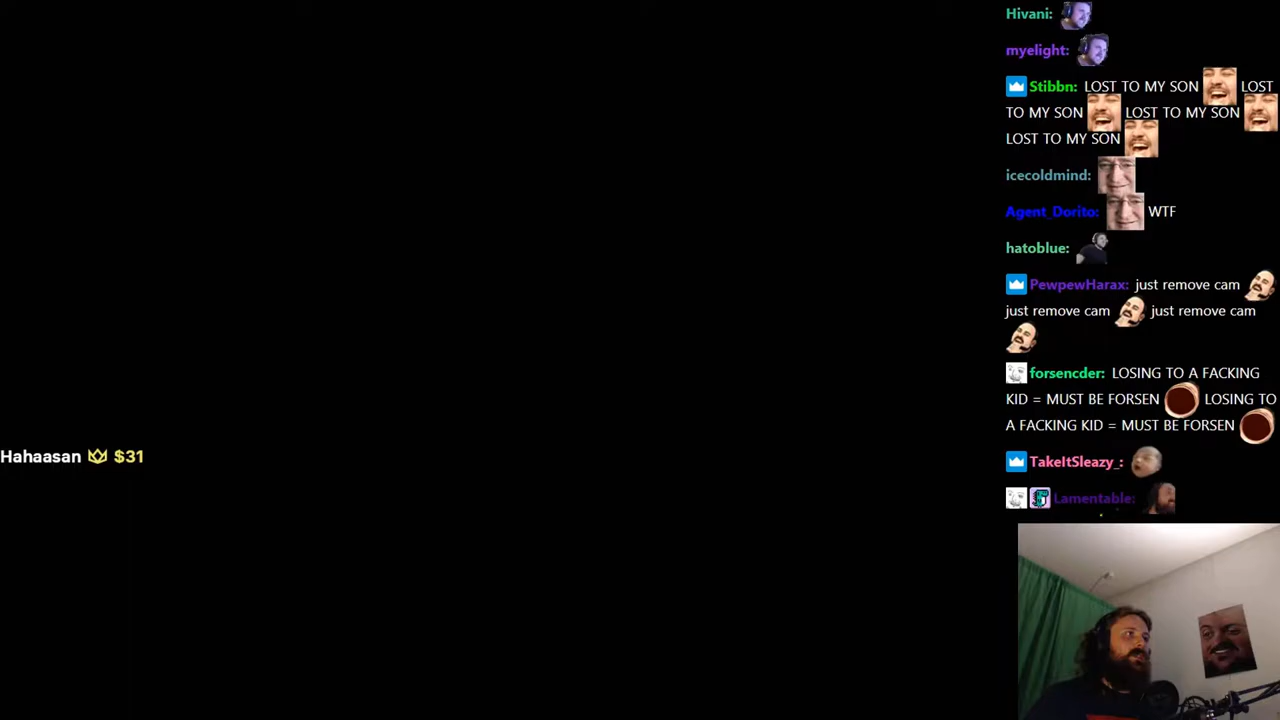 Hivani:
myelight:
Stibbn: LOST TO MY SON LOST
TO MY SON LOST TO MY SON
LOST TO MY SON
icecoldmind:
Agent_Dorito: WTF
hatoblue:
PewpewHarax: just remove cam
just remove cam just remove cam
forsencder: LOSING TO A FACKING
KID = MUST BE FORSEN LOSING TO
A FACKING KID = MUST BE FORSEN
Hahaasan $31
TakeItSleazy_:
Lamentable: